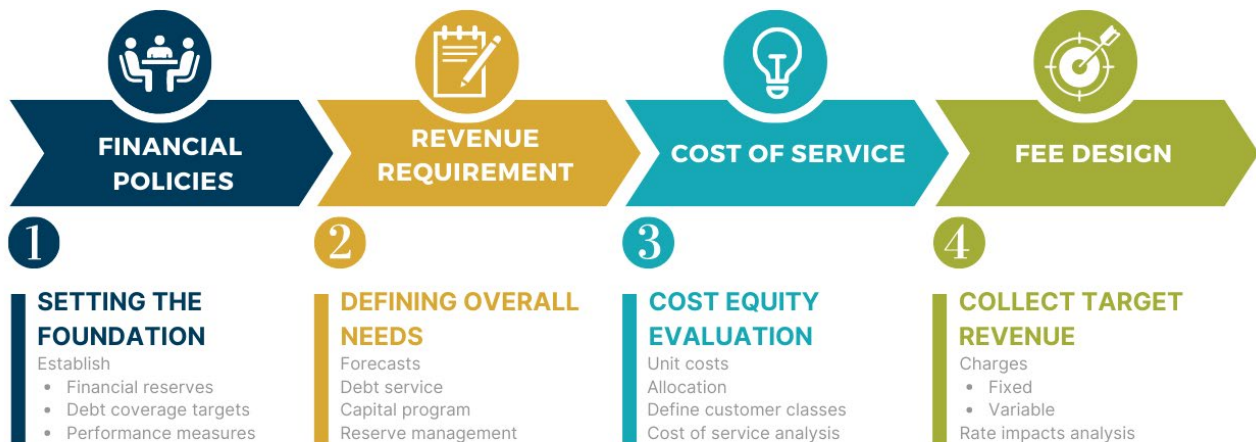 FINANCIAL
POLICIES
REVENUE
REQUIREMENT
COST OF SERVICE
FEE DESIGN
1
SETTING THE
FOUNDATION
Establish
• Financial reserves
• Debt coverage targets
• Performance measures
2
DEFINING OVERALL
NEEDS
Forecasts
Debt service
Capital program
Reserve management
3
COST EQUITY
EVALUATION
Unit costs
Allocation
Define customer classes
Cost of service analysis
4
COLLECT TARGET
REVENUE
Charges
• Fixed
• Variable
Rate impacts analysis